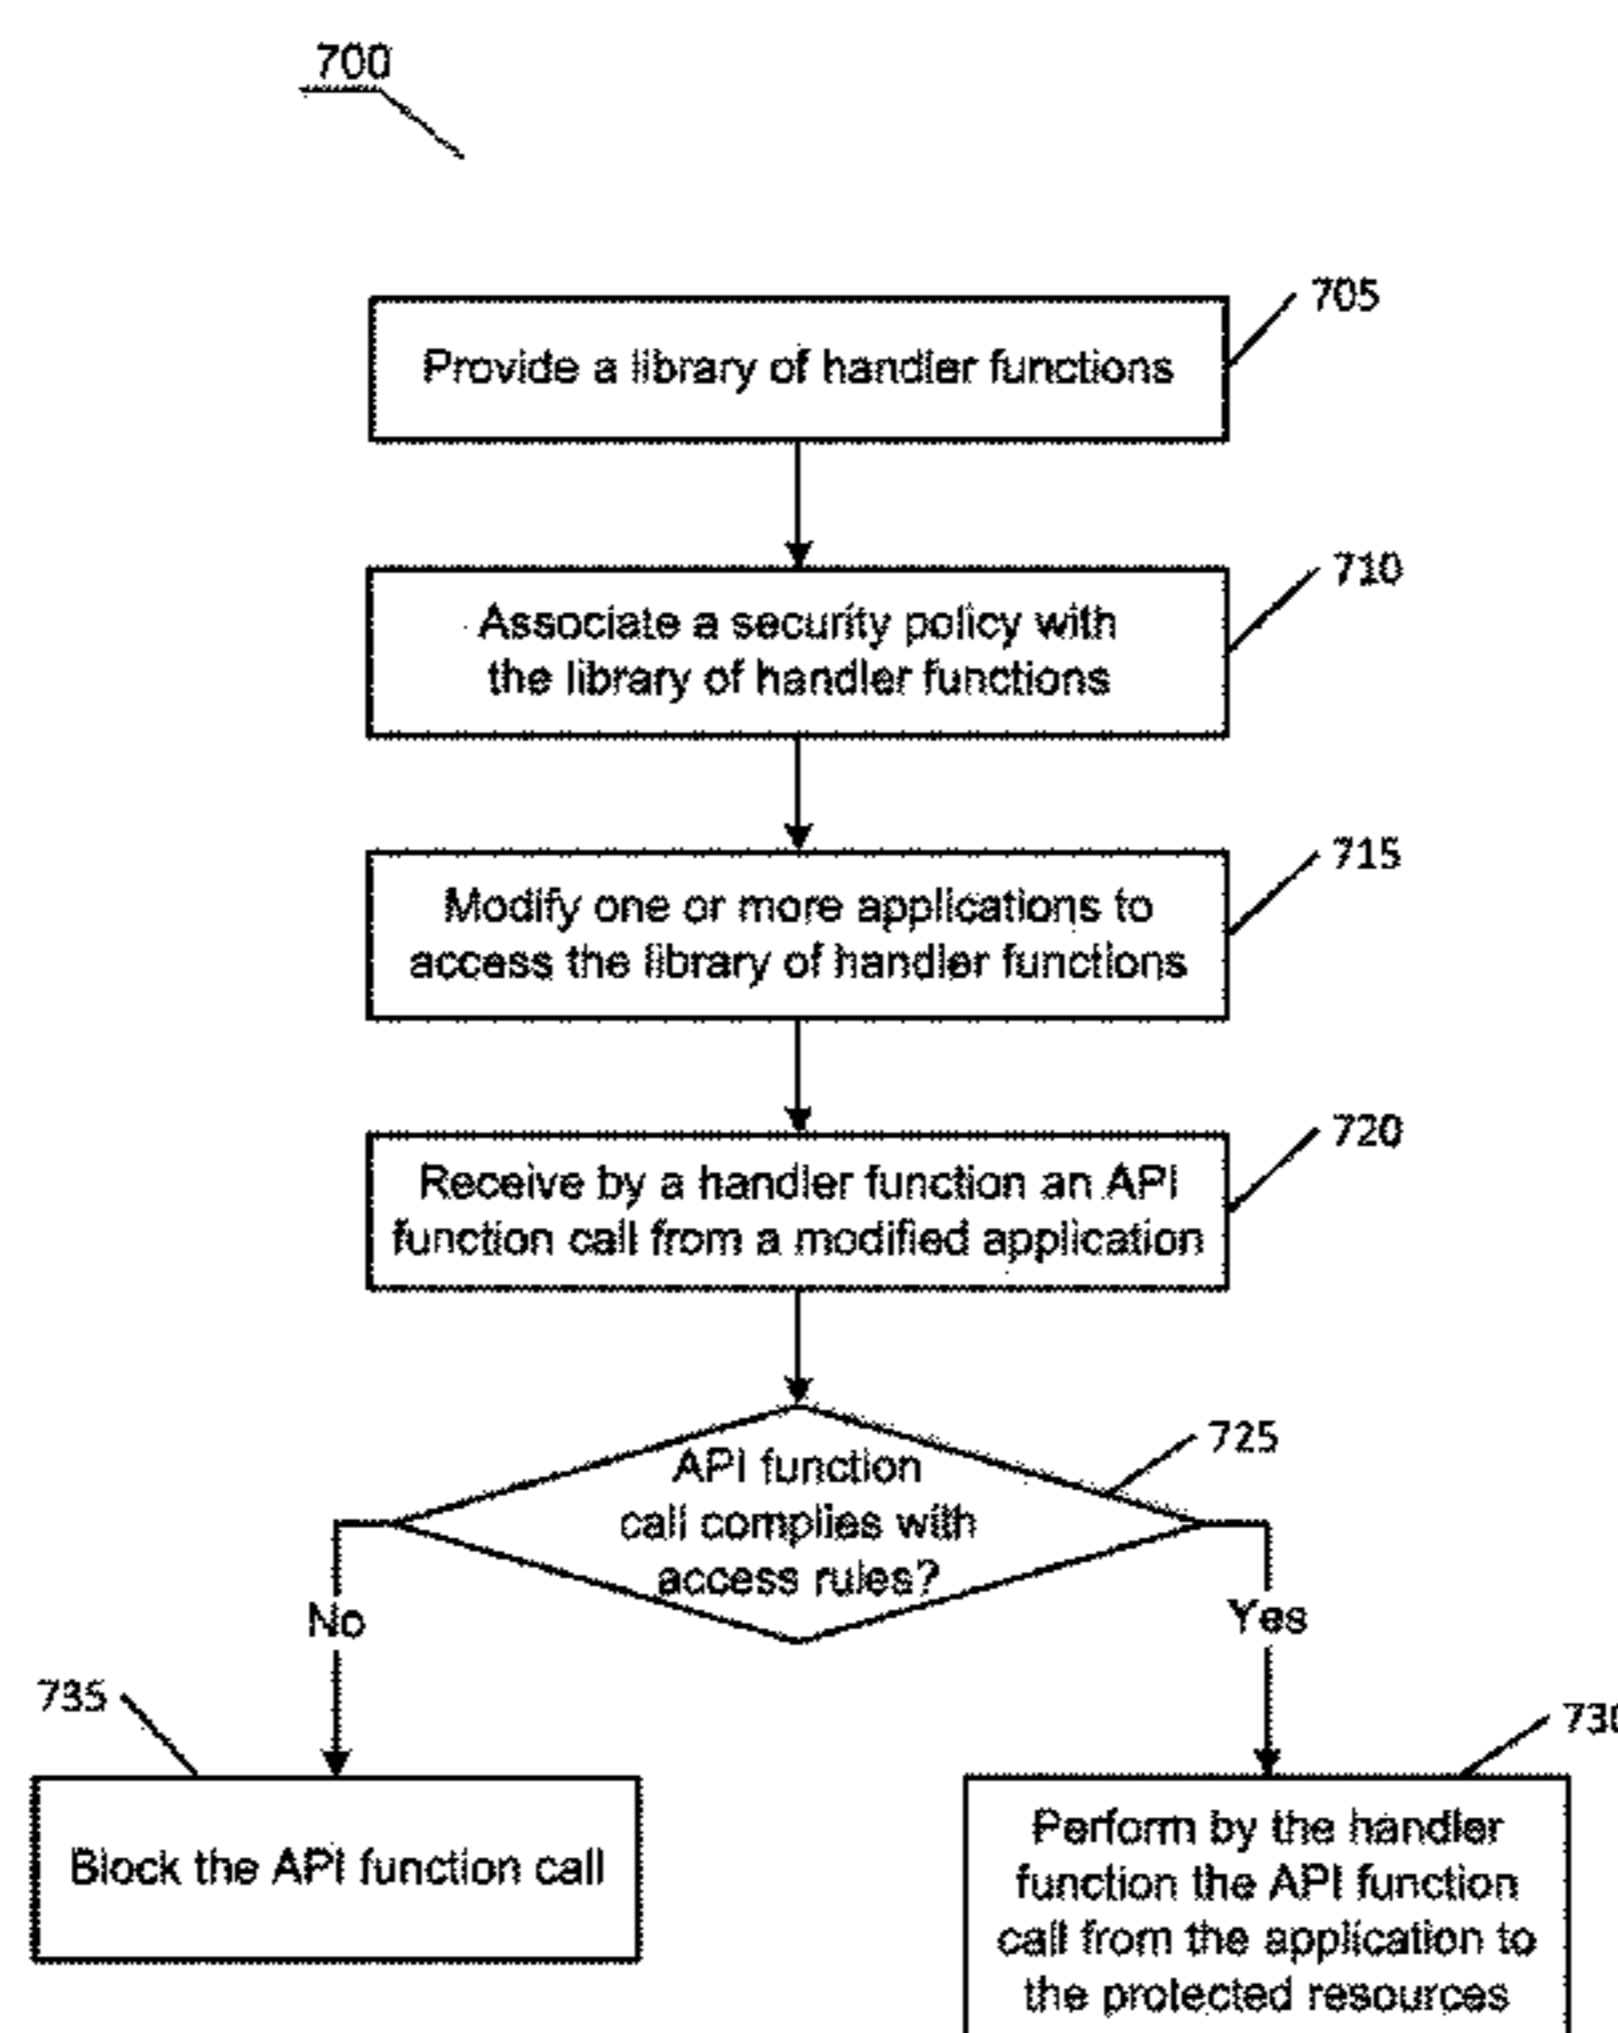 700
705
Provide a library of handler functions
710
Associate a security policy with
the library of handler functions
715
Modify one or more applications to
access the library of handler functions
720
Receive by a handler function an API
function call from a modified application
725
API function
call complies with
access rules?
No
Yes
735
730
Block the API function call
Perform by the handler
function the API function
call from the application to
the protected resources